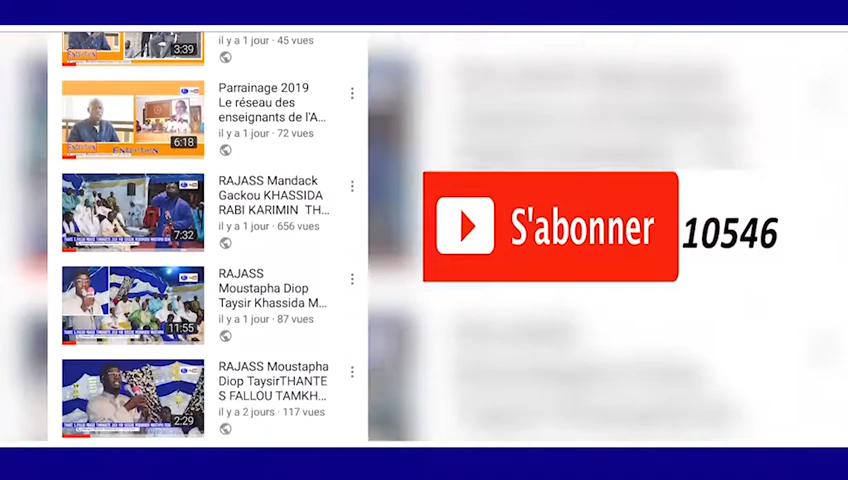 3:39
il y a 1 jour · 45 vues
Parrainage 2019
Le réseau des
enseignants de l'A...
il y a 1 jour · 72 vues
6:18
RAJASS Mandack
Gackou KHASSIDA
RABI KARIMIN TH...
il y a 1 jour · 656 vues
7:32
RAJASS
Moustapha Diop
Taysir Khassida M...
il y a 1 jour · 87 vues
11:55
RAJASS Moustapha
Diop TaysirTHANTE
S FALLOU TAMKH...
il y a 2 jours · 117 vues
2:29
S'abonner
10546